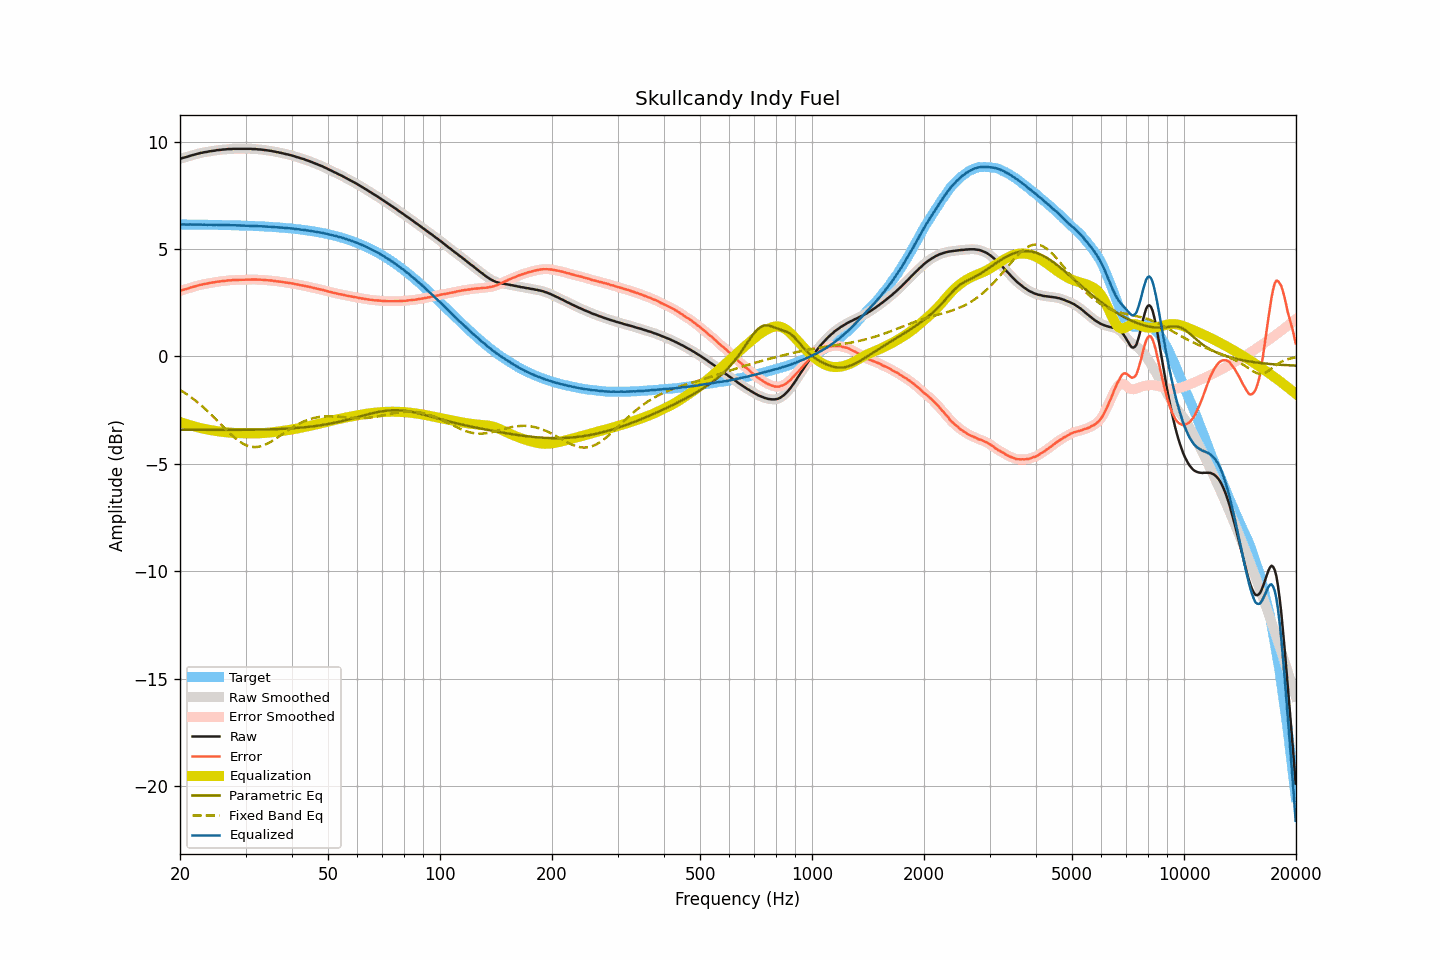 Skullcandy Indy Fuel
10
5
0
−5
−10
−15
−20
Amplitude (dBr)
Target
Raw Smoothed
Error Smoothed
Raw
Error
Equalization
Parametric Eq
Fixed Band Eq
Equalized
20 50 100 200 500 1000 2000 5000 10000 20000
Frequency (Hz)